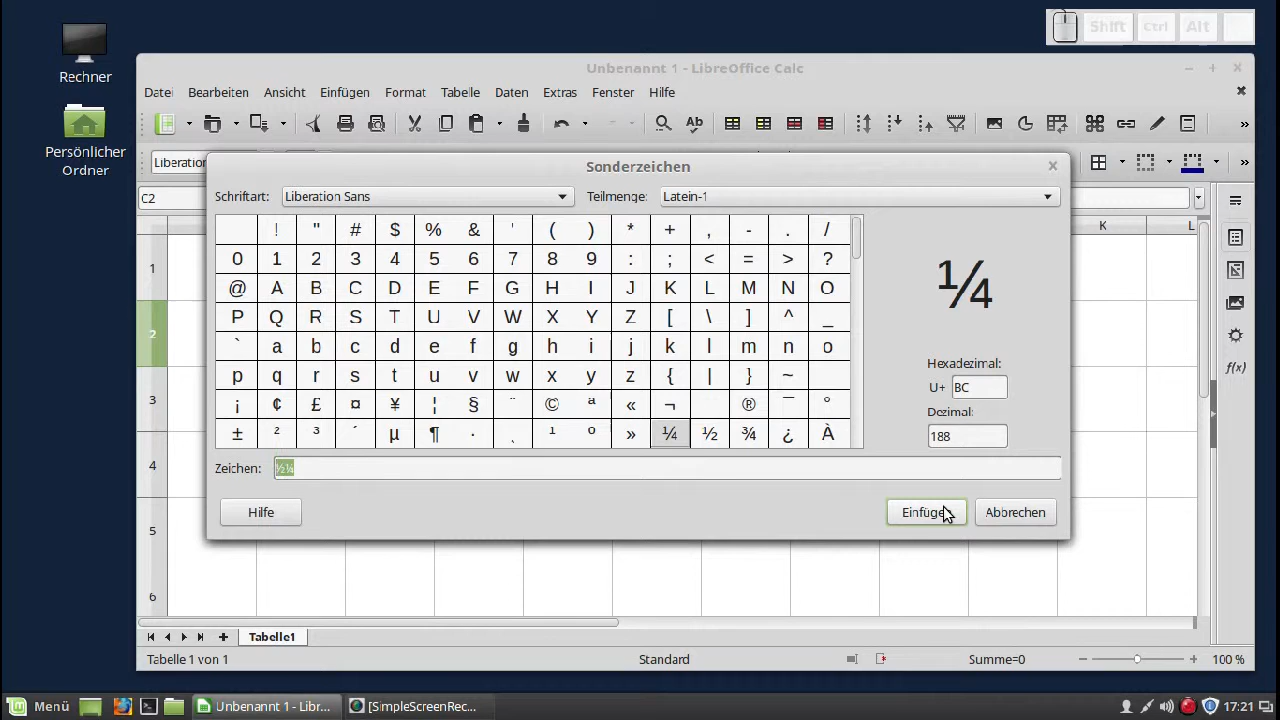 Shift Ctrl Alt
Rechner
Persönlicher
Ordner
Unbenannt 1 - LibreOffice Calc
Datei Bearbeiten Ansicht Einfügen Format Tabelle Daten Extras Fenster Hilfe
Liberation
C2
K L
1
2
3
4
5
6
Sonderzeichen
Schriftart: Liberation Sans Teilmenge: Latein-1
! " # $ % & ' ( ) * + , - . /
0 1 2 3 4 5 6 7 8 9 : ; < = > ?
@ A B C D E F G H I J K L M N O
P Q R S T U V W X Y Z [ \ ] ^ _
` a b c d e f g h i j k l m n o
p q r s t u v w x y z { | } ~
¡ ¢ £ ¤ ¥ ¦ § ¨ © ª « ¬ ® ¯ °
± ² ³ ´ µ ¶ · ¸ ¹ º » ¼ ½ ¾ ¿ À
¼
Hexadezimal:
U+ BC
Dezimal:
188
Zeichen: ½¼
Hilfe Einfügen Abbrechen
Tabelle1
Tabelle 1 von 1 Standard Summe=0 100 %
Menü Unbenannt 1 - Libr... [SimpleScreenRec... 17:21